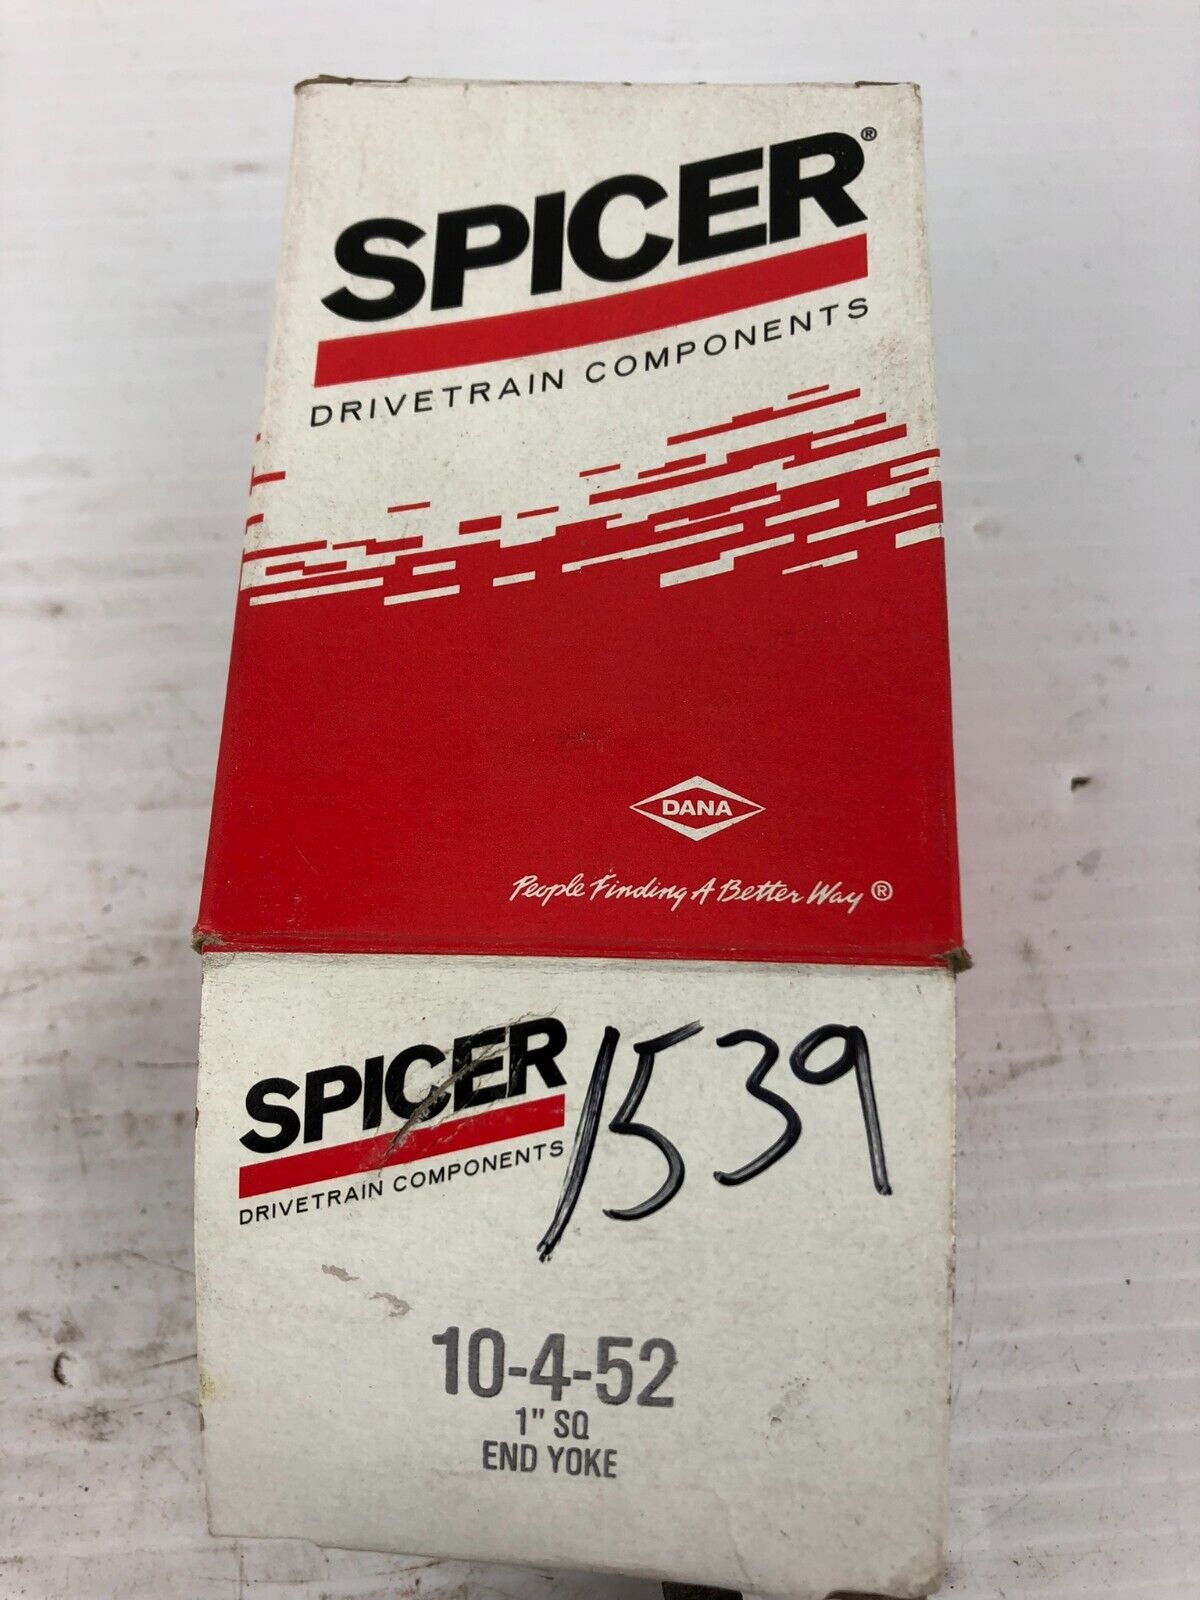 SPICER®
DRIVETRAIN COMPONENTS
DANA
People Finding A Better Way ®
SPICER
DRIVETRAIN COMPONENTS
1539
10-4-52
1" SQ
END YOKE